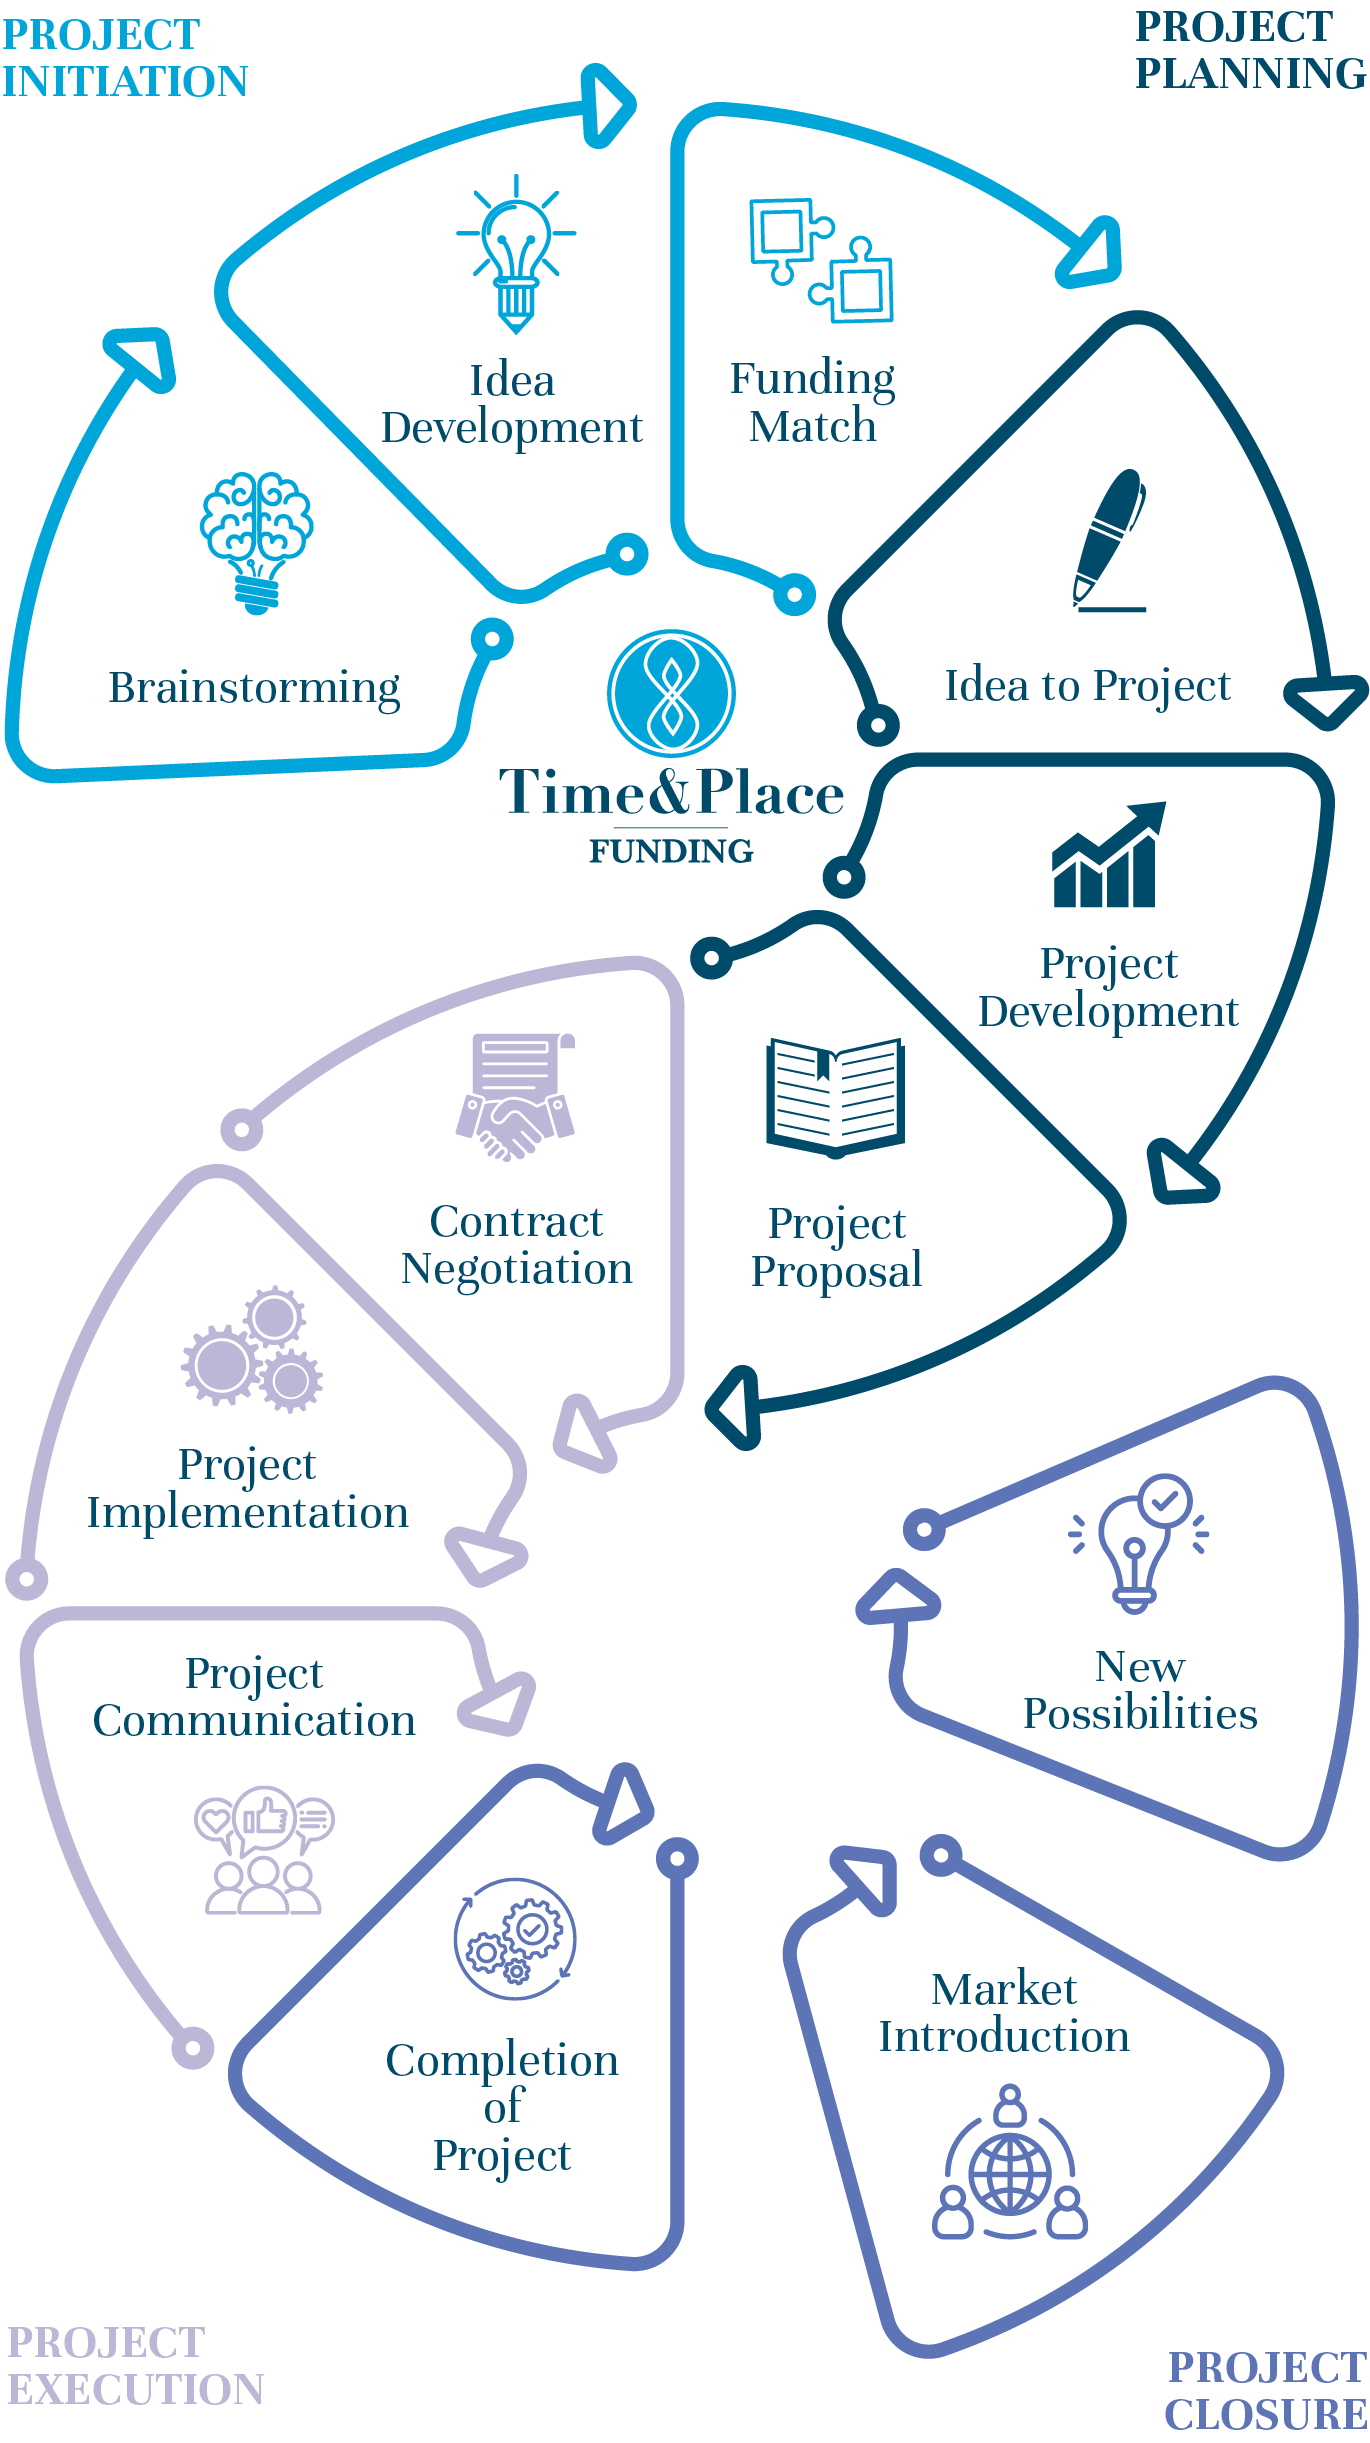 PROJECT
INITIATION
PROJECT
PLANNING
Idea
Development
Funding
Match
Brainstorming
Idea to Project
Time&Place
FUNDING
Project
Development
Project
Proposal
Contract
Negotiation
Project
Implementation
Project
Communication
Completion
of
Project
Market
Introduction
New
Possibilities
PROJECT
EXECUTION
PROJECT
CLOSURE